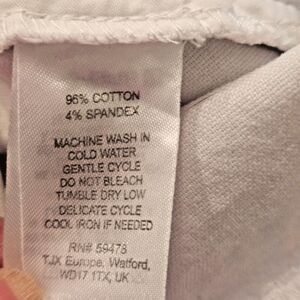 96% COTTON
4% SPANDEX
MACHINE WASH IN
COLD WATER
GENTLE CYCLE
DO NOT BLEACH
TUMBLE DRY LOW
DELICATE CYCLE
COOL IRON IF NEEDED
RN# 59478
TJX Europe, Watford,
WD17 1TX, UK